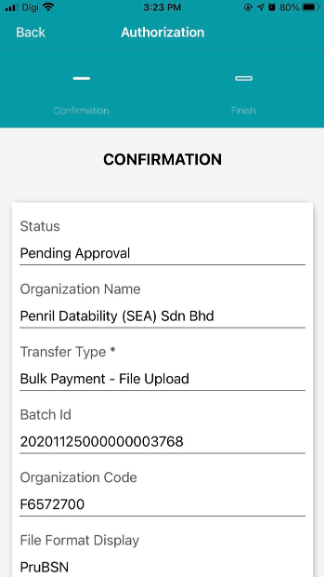 Digi 3:23 PM 80%
Back Authorization
Confirmation Finish
CONFIRMATION
Status
Pending Approval
Organization Name
Penril Datability (SEA) Sdn Bhd
Transfer Type *
Bulk Payment - File Upload
Batch Id
20201125000000003768
Organization Code
F6572700
File Format Display
PruBSN